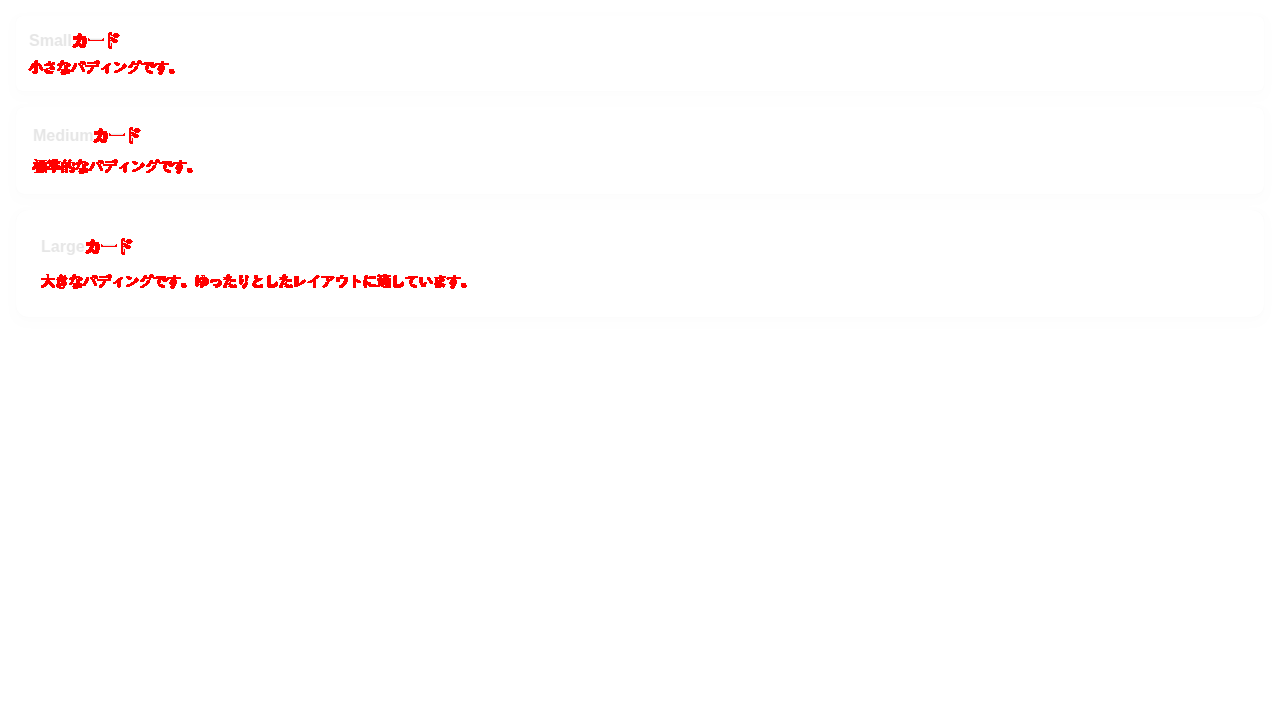 Smallカード
小さなパディングです。
Mediumカード
標準的なパディングです。
Largeカード
大きなパディングです。ゆったりとしたレイアウトに適しています。